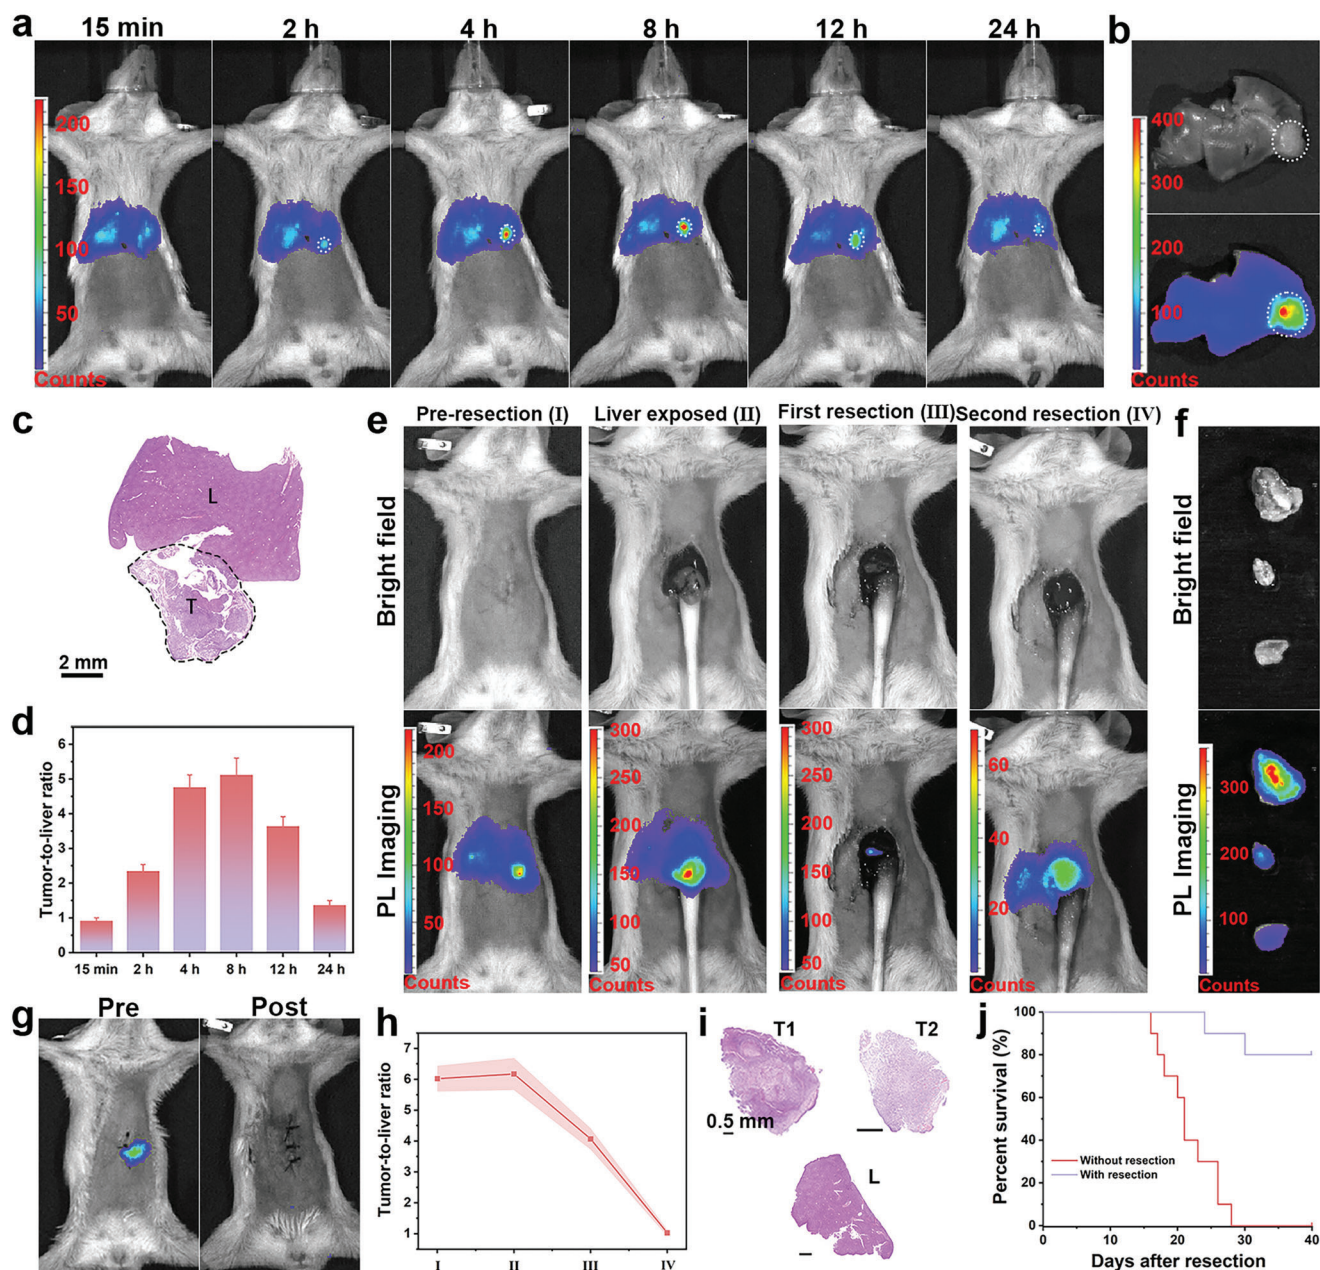 a
15 min
2 h
4 h
8 h
12 h
24 h
200
150
100
50
Counts
b
400
300
200
100
Counts
c
L
T
2 mm
d
Tumor-to-liver ratio
6
5
4
3
2
1
0
15 min
2 h
4 h
8 h
12 h
24 h
e
Pre-resection (I)
Liver exposed (II)
First resection (III)
Second resection (IV)
Bright field
PL Imaging
200
150
100
50
Counts
300
250
200
150
100
50
Counts
300
250
200
150
100
50
Counts
60
40
20
Counts
f
Bright field
PL Imaging
300
200
100
Counts
g
Pre
Post
h
Tumor-to-liver ratio
7
6
5
4
3
2
1
I
II
III
IV
i
T1
T2
0.5 mm
L
j
Percent survival (%)
100
80
60
40
20
0
Without resection
With resection
0
10
20
30
40
Days after resection